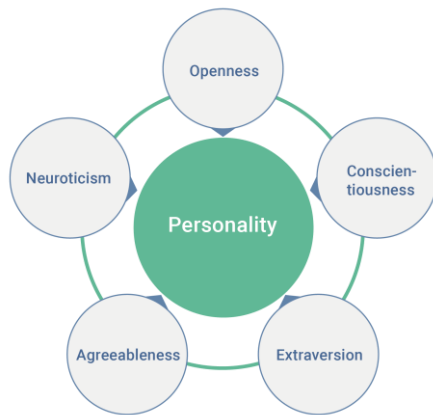 Openness
Neuroticism
Conscien-
tiousness
Personality
Agreeableness
Extraversion